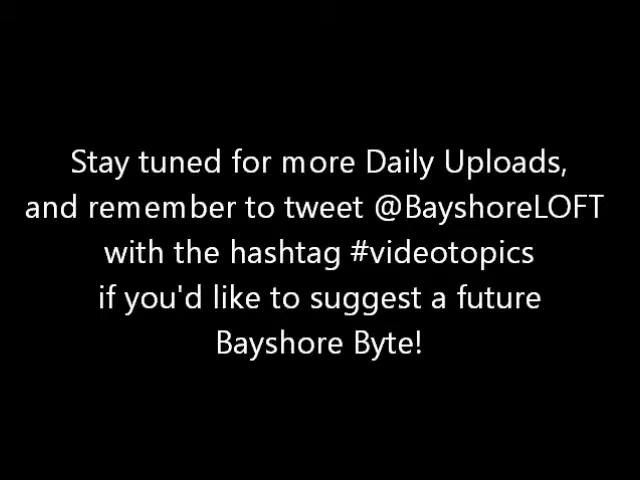 Stay tuned for more Daily Uploads,
and remember to tweet @BayshoreLOFT
with the hashtag #videotopics
if you'd like to suggest a future
Bayshore Byte!